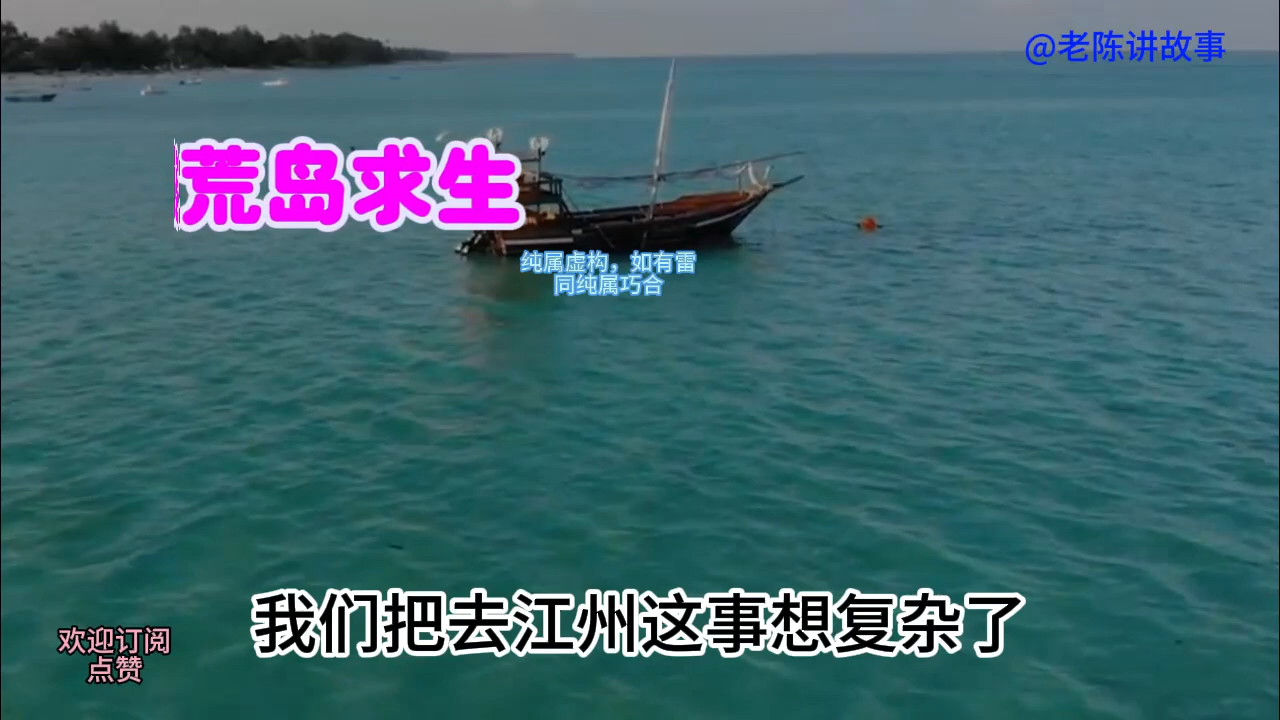 @老陈讲故事
荒岛求生
纯属虚构，如有雷
同纯属巧合
我们把去江州这事想复杂了
欢迎订阅
点赞